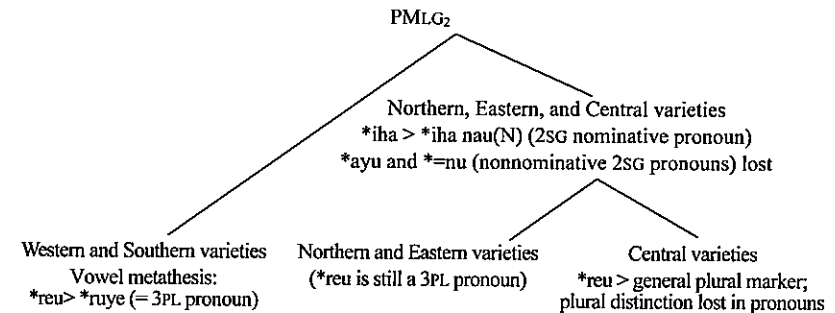 PMLG₂
Northern, Eastern, and Central varieties
*iha > *iha nau(N) (2SG nominative pronoun)
*ayu and *=nu (nonnominative 2SG pronouns) lost
Western and Southern varieties
Vowel metathesis:
*reu> *ruye (= 3PL pronoun)
Northern and Eastern varieties
(*reu is still a 3PL pronoun)
Central varieties
*reu > general plural marker;
plural distinction lost in pronouns